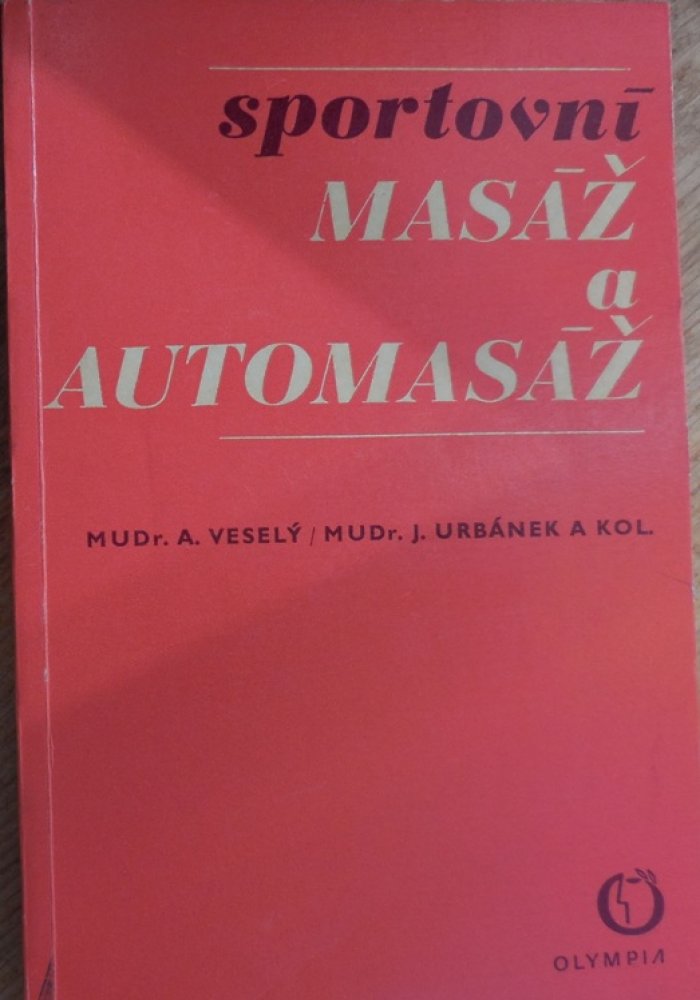 sportovní
MASÁŽ
a
AUTOMASÁŽ
MUDr. A. VESELÝ / MUDr. J. URBÁNEK A KOL.
OLYMPIA